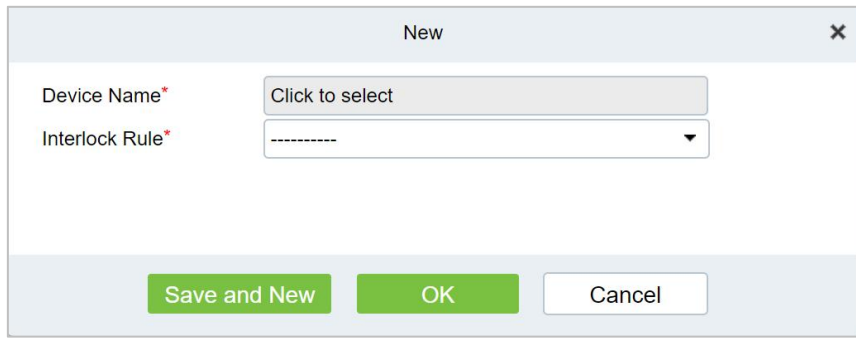 New
Device Name* Click to select
Interlock Rule* ----------
Save and New OK Cancel